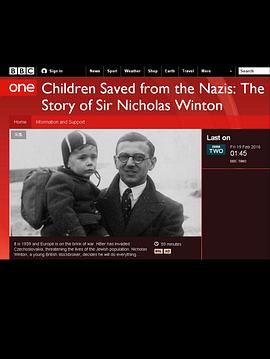 BBC Sign in News Sport Weather Shop Earth Travel More Search
one Children Saved from the Nazis: The
Story of Sir Nicholas Winton
Home Information and Support
Last on
BBC
TWO
Fri 19 Feb 2016
01:45
BBC TWO
It is 1939 and Europe is on the brink of war. Hitler has invaded
Czechoslovakia, threatening the lives of the Jewish population. Nicholas
Winton, a young British stockbroker, decides he will do everything...
59 minutes